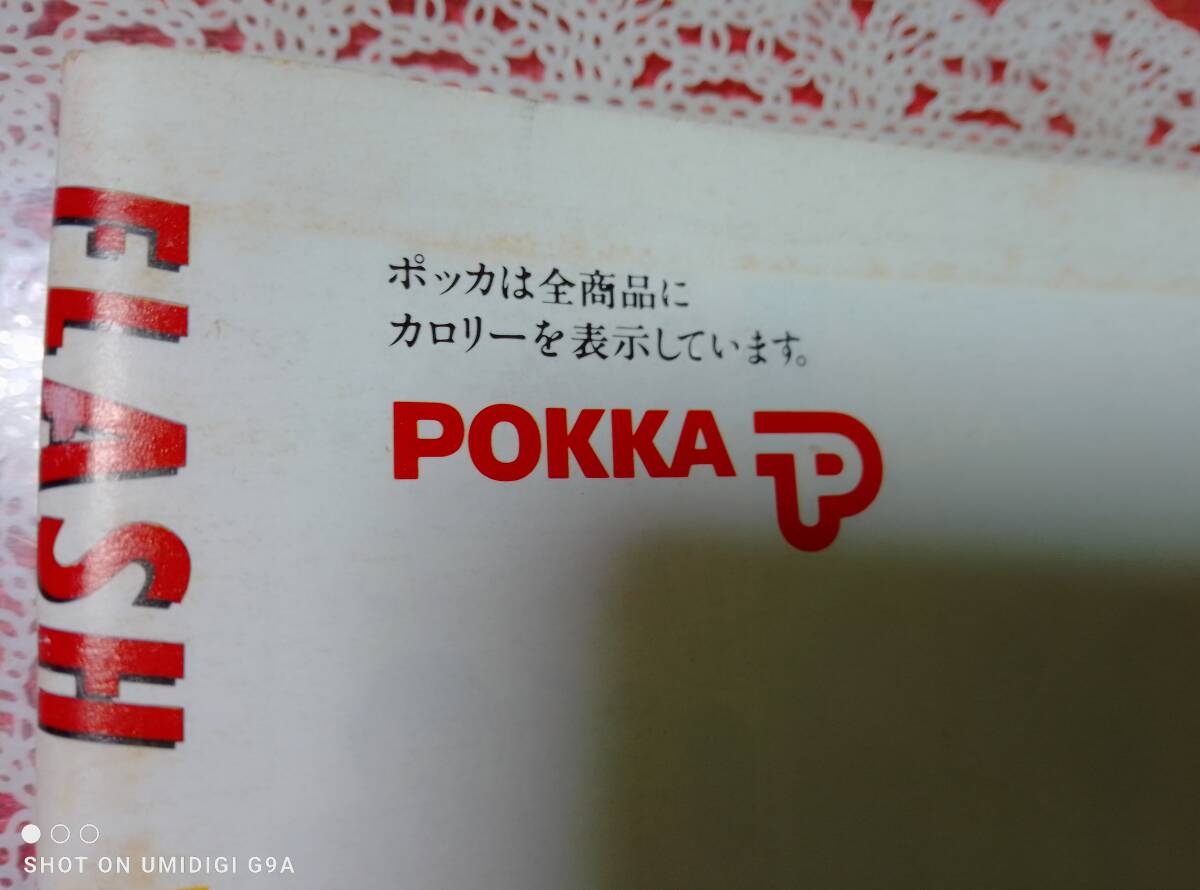 FLASH
ポッカは全商品に
カロリーを表示しています。
POKKA
P
SHOT ON UMIDIGI G9A